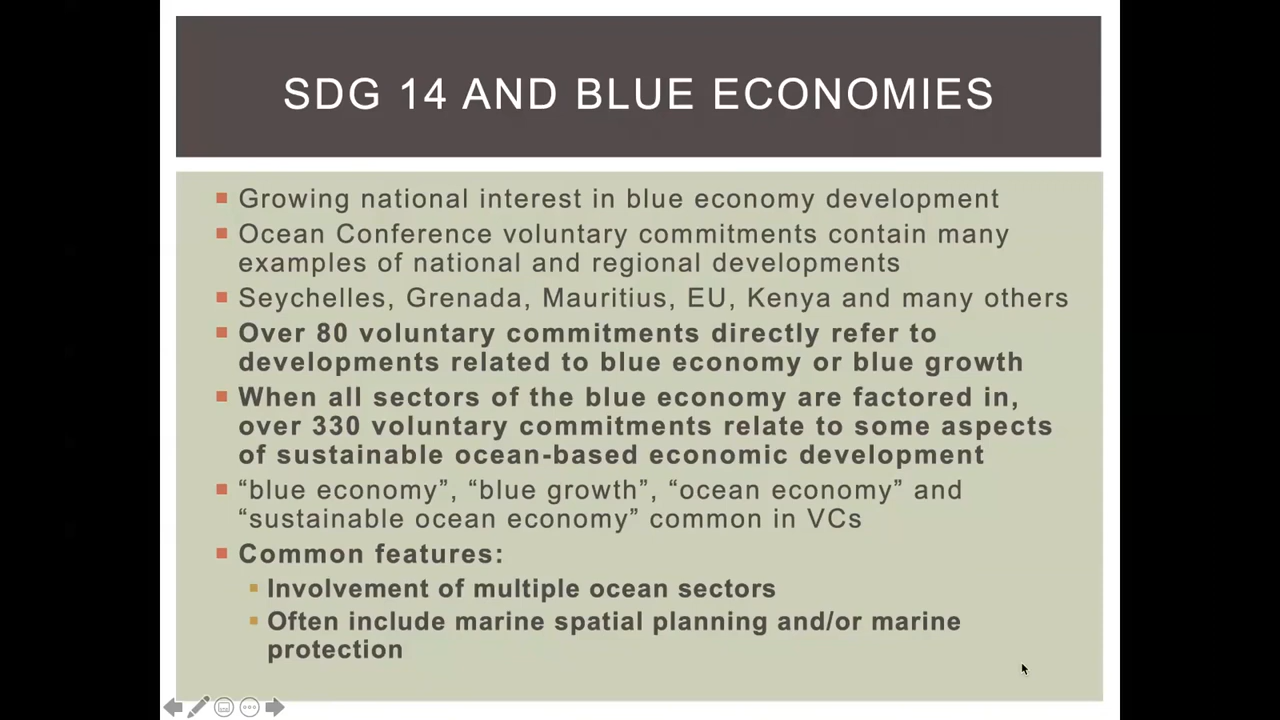 SDG 14 AND BLUE ECONOMIES
Growing national interest in blue economy development
Ocean Conference voluntary commitments contain many
examples of national and regional developments
Seychelles, Grenada, Mauritius, EU, Kenya and many others
Over 80 voluntary commitments directly refer to
developments related to blue economy or blue growth
When all sectors of the blue economy are factored in,
over 330 voluntary commitments relate to some aspects
of sustainable ocean-based economic development
“blue economy”, “blue growth”, “ocean economy” and
“sustainable ocean economy” common in VCs
Common features:
Involvement of multiple ocean sectors
Often include marine spatial planning and/or marine
protection